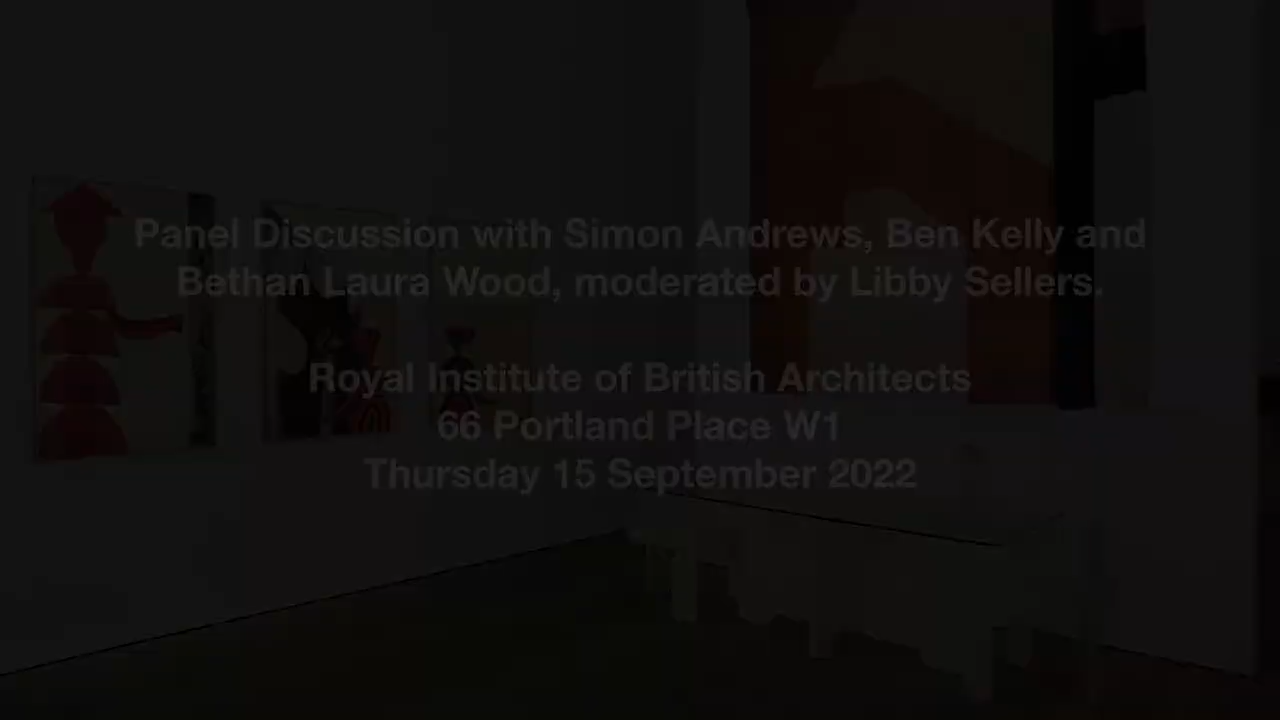 Panel Discussion with Simon Andrews, Ben Kelly and
Bethan Laura Wood, moderated by Libby Sellers.
Royal Institute of British Architects
66 Portland Place W1
Thursday 15 September 2022